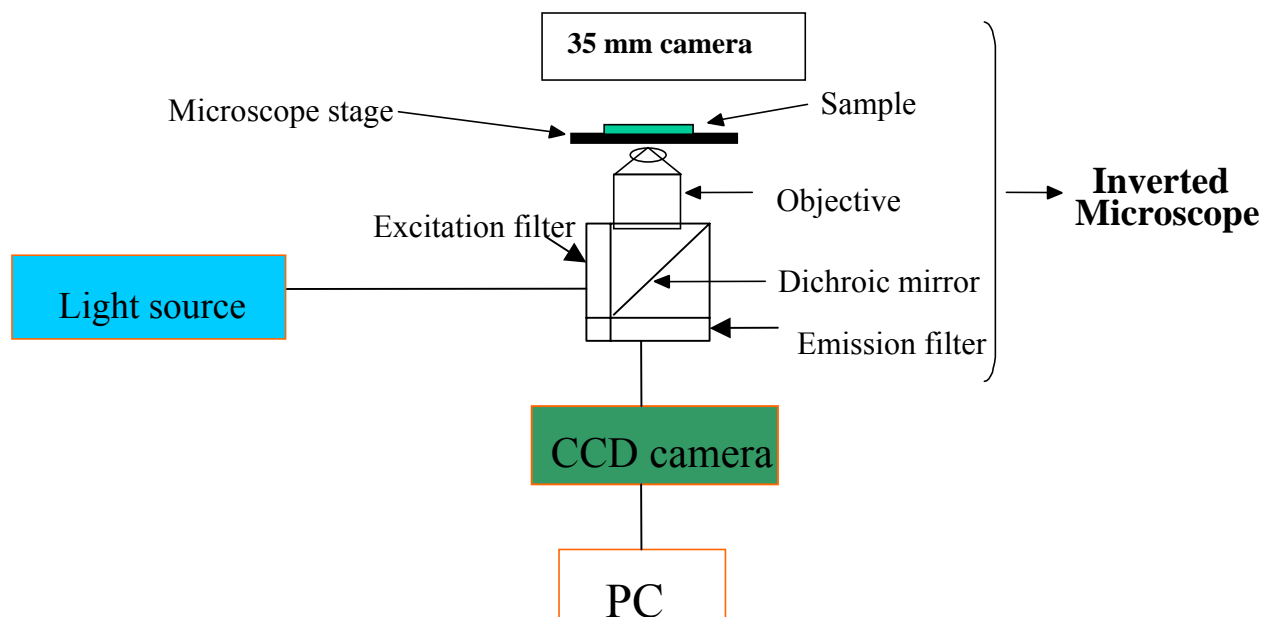 35 mm camera
Microscope stage
Sample
Objective
Inverted
Microscope
Excitation filter
Light source
Dichroic mirror
Emission filter
CCD camera
PC